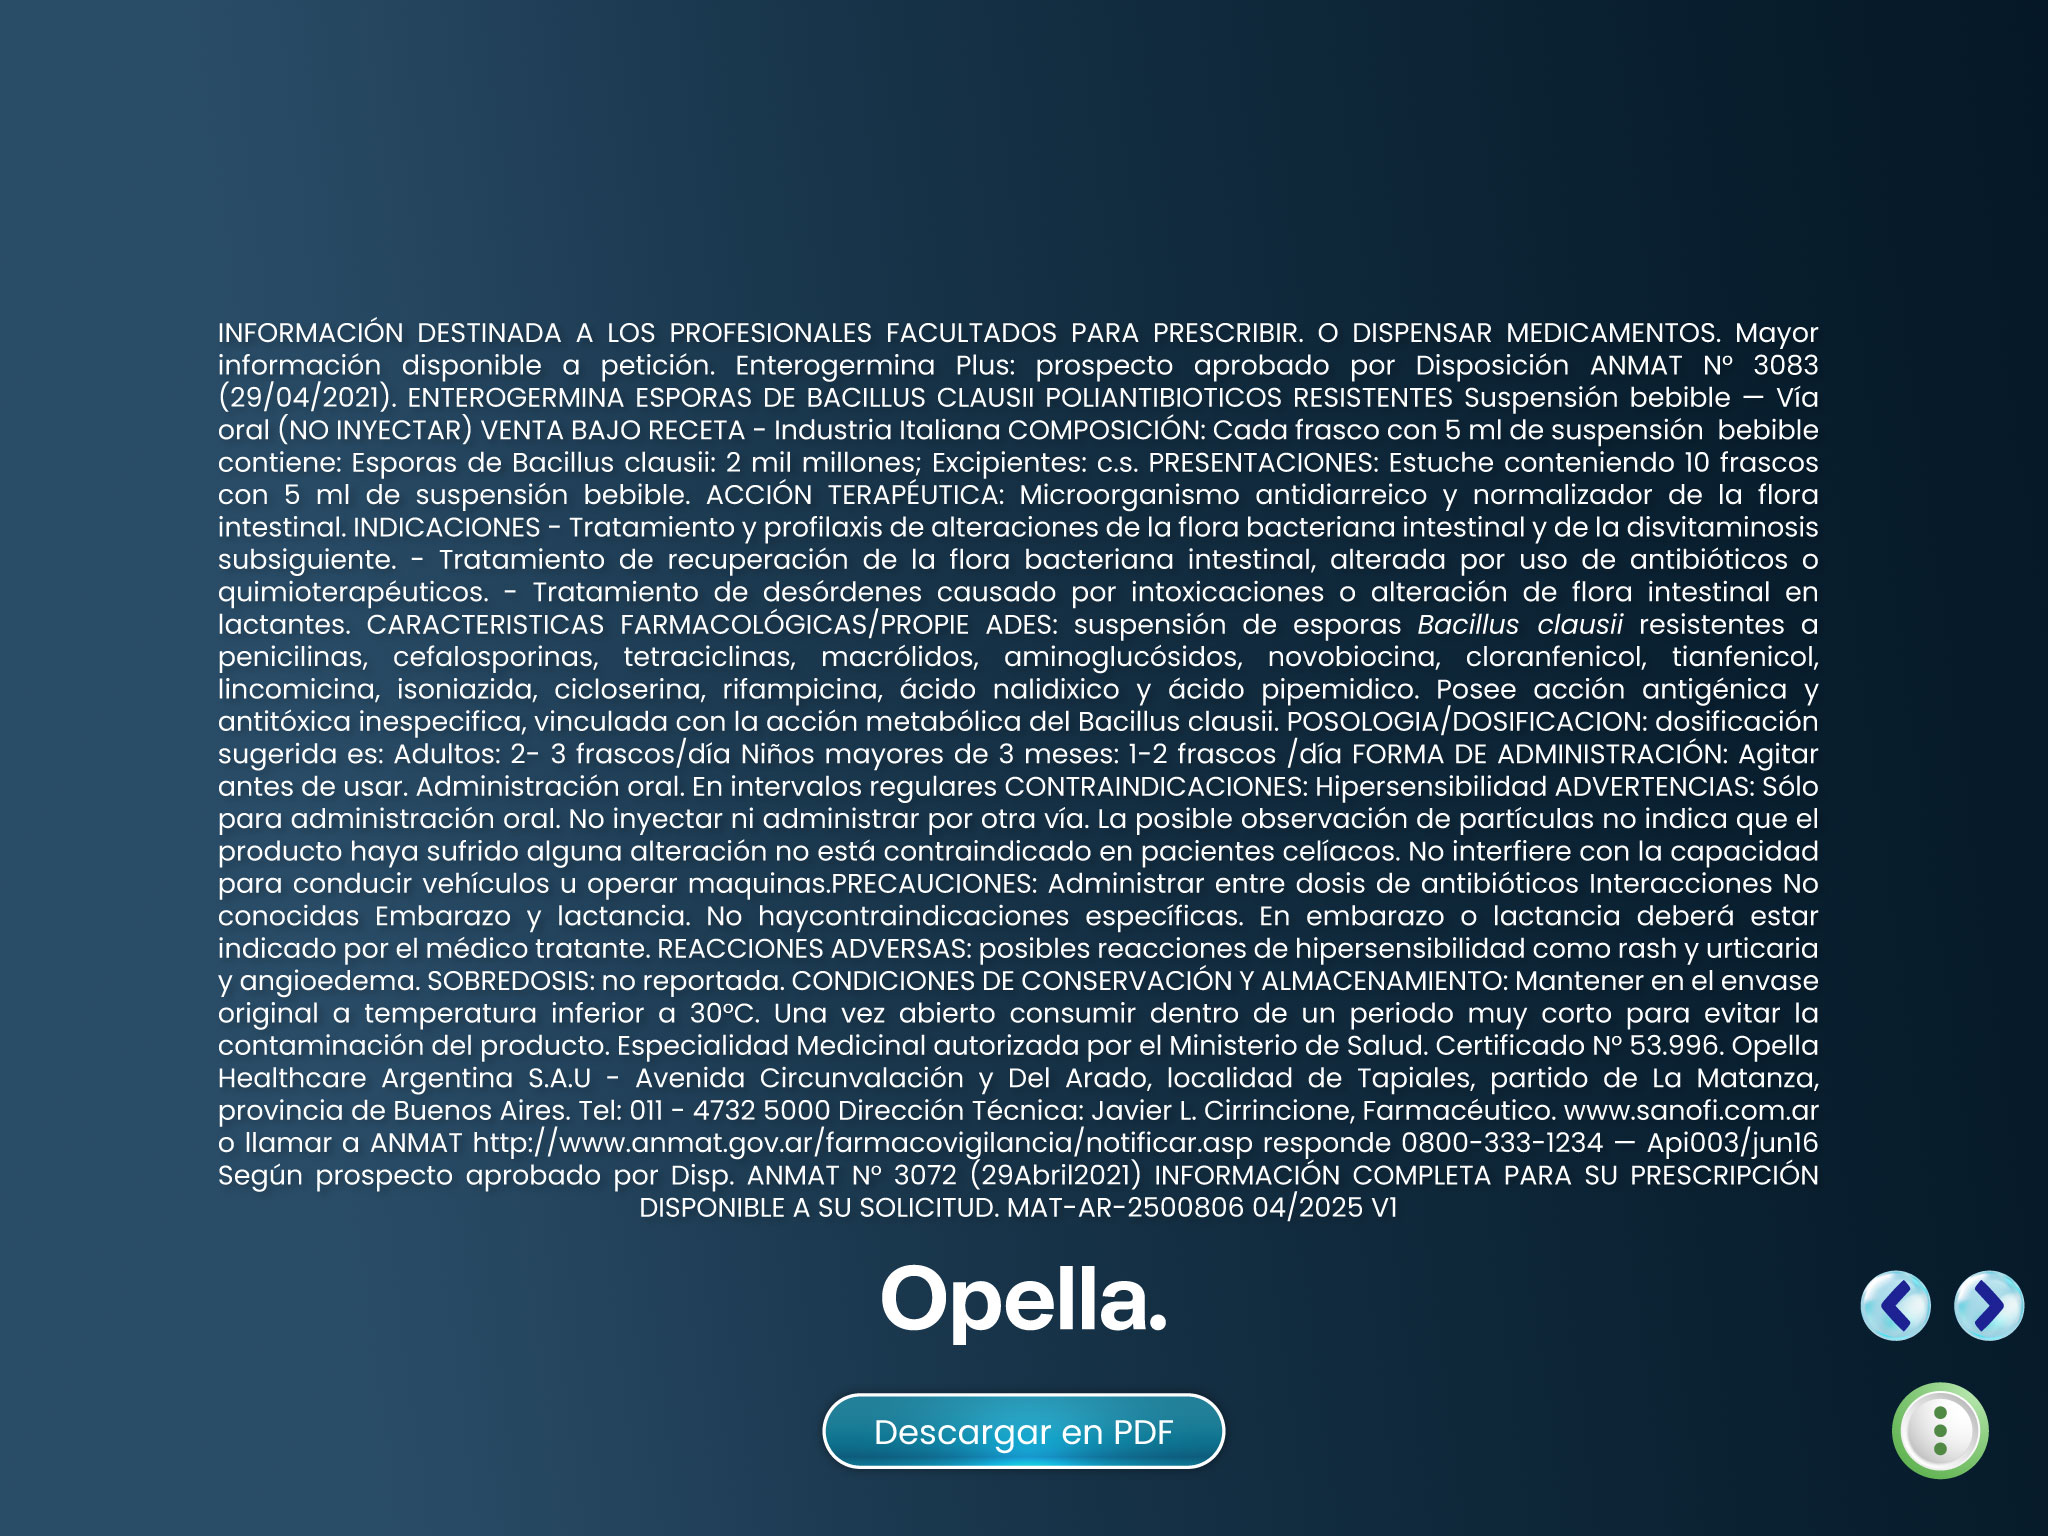 INFORMACIÓN DESTINADA A LOS PROFESIONALES FACULTADOS PARA PRESCRIBIR. O DISPENSAR MEDICAMENTOS. Mayor
información disponible a petición. Enterogermina Plus: prospecto aprobado por Disposición ANMAT Nº 3083
(29/04/2021). ENTEROGERMINA ESPORAS DE BACILLUS CLAUSII POLIANTIBIOTICOS RESISTENTES Suspensión bebible — Vía
oral (NO INYECTAR) VENTA BAJO RECETA - Industria Italiana COMPOSICIÓN: Cada frasco con 5 ml de suspensión bebible
contiene: Esporas de Bacillus clausii: 2 mil millones; Excipientes: c.s. PRESENTACIONES: Estuche conteniendo 10 frascos
con 5 ml de suspensión bebible. ACCIÓN TERAPÉUTICA: Microorganismo antidiarreico y normalizador de la flora
intestinal. INDICACIONES - Tratamiento y profilaxis de alteraciones de la flora bacteriana intestinal y de la disvitaminosis
subsiguiente. - Tratamiento de recuperación de la flora bacteriana intestinal, alterada por uso de antibióticos o
quimioterapéuticos. - Tratamiento de desórdenes causado por intoxicaciones o alteración de flora intestinal en
lactantes. CARACTERISTICAS FARMACOLÓGICAS/PROPIE ADES: suspensión de esporas Bacillus clausii resistentes a
penicilinas, cefalosporinas, tetraciclinas, macrólidos, aminoglucósidos, novobiocina, cloranfenicol, tianfenicol,
lincomicina, isoniazida, cicloserina, rifampicina, ácido nalidixico y ácido pipemidico. Posee acción antigénica y
antitóxica inespecifica, vinculada con la acción metabólica del Bacillus clausii. POSOLOGIA/DOSIFICACION: dosificación
sugerida es: Adultos: 2- 3 frascos/día Niños mayores de 3 meses: 1-2 frascos /día FORMA DE ADMINISTRACIÓN: Agitar
antes de usar. Administración oral. En intervalos regulares CONTRAINDICACIONES: Hipersensibilidad ADVERTENCIAS: Sólo
para administración oral. No inyectar ni administrar por otra vía. La posible observación de partículas no indica que el
producto haya sufrido alguna alteración no está contraindicado en pacientes celíacos. No interfiere con la capacidad
para conducir vehículos u operar maquinas.PRECAUCIONES: Administrar entre dosis de antibióticos Interacciones No
conocidas Embarazo y lactancia. No haycontraindicaciones específicas. En embarazo o lactancia deberá estar
indicado por el médico tratante. REACCIONES ADVERSAS: posibles reacciones de hipersensibilidad como rash y urticaria
y angioedema. SOBREDOSIS: no reportada. CONDICIONES DE CONSERVACIÓN Y ALMACENAMIENTO: Mantener en el envase
original a temperatura inferior a 30ºC. Una vez abierto consumir dentro de un periodo muy corto para evitar la
contaminación del producto. Especialidad Medicinal autorizada por el Ministerio de Salud. Certificado Nº 53.996. Opella
Healthcare Argentina S.A.U - Avenida Circunvalación y Del Arado, localidad de Tapiales, partido de La Matanza,
provincia de Buenos Aires. Tel: 011 - 4732 5000 Dirección Técnica: Javier L. Cirrincione, Farmacéutico. www.sanofi.com.ar
o llamar a ANMAT http://www.anmat.gov.ar/farmacovigilancia/notificar.asp responde 0800-333-1234 — Api003/jun16
Según prospecto aprobado por Disp. ANMAT Nº 3072 (29Abril2021) INFORMACIÓN COMPLETA PARA SU PRESCRIPCIÓN
DISPONIBLE A SU SOLICITUD. MAT-AR-2500806 04/2025 V1
Opella.
Descargar en PDF